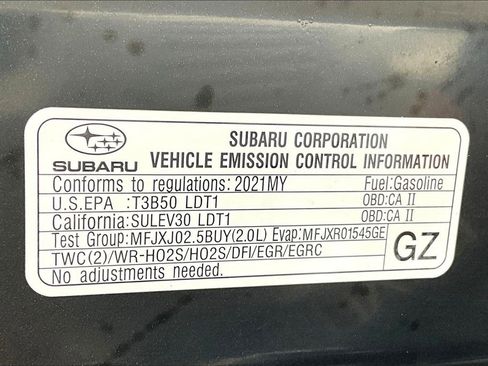 SUBARU CORPORATION
SUBARU VEHICLE EMISSION CONTROL INFORMATION
Conforms to regulations: 2021MY Fuel:Gasoline
U.S.EPA :T3B50 LDT1 OBD:CA II
California:SULEV30 LDT1 OBD:CA II
Test Group:MFJXJ02.5BUY(2.0L) Evap:MFJXR01545GE
TWC(2)/WR-HO2S/HO2S/DFI/EGR/EGRC GZ
No adjustments needed.